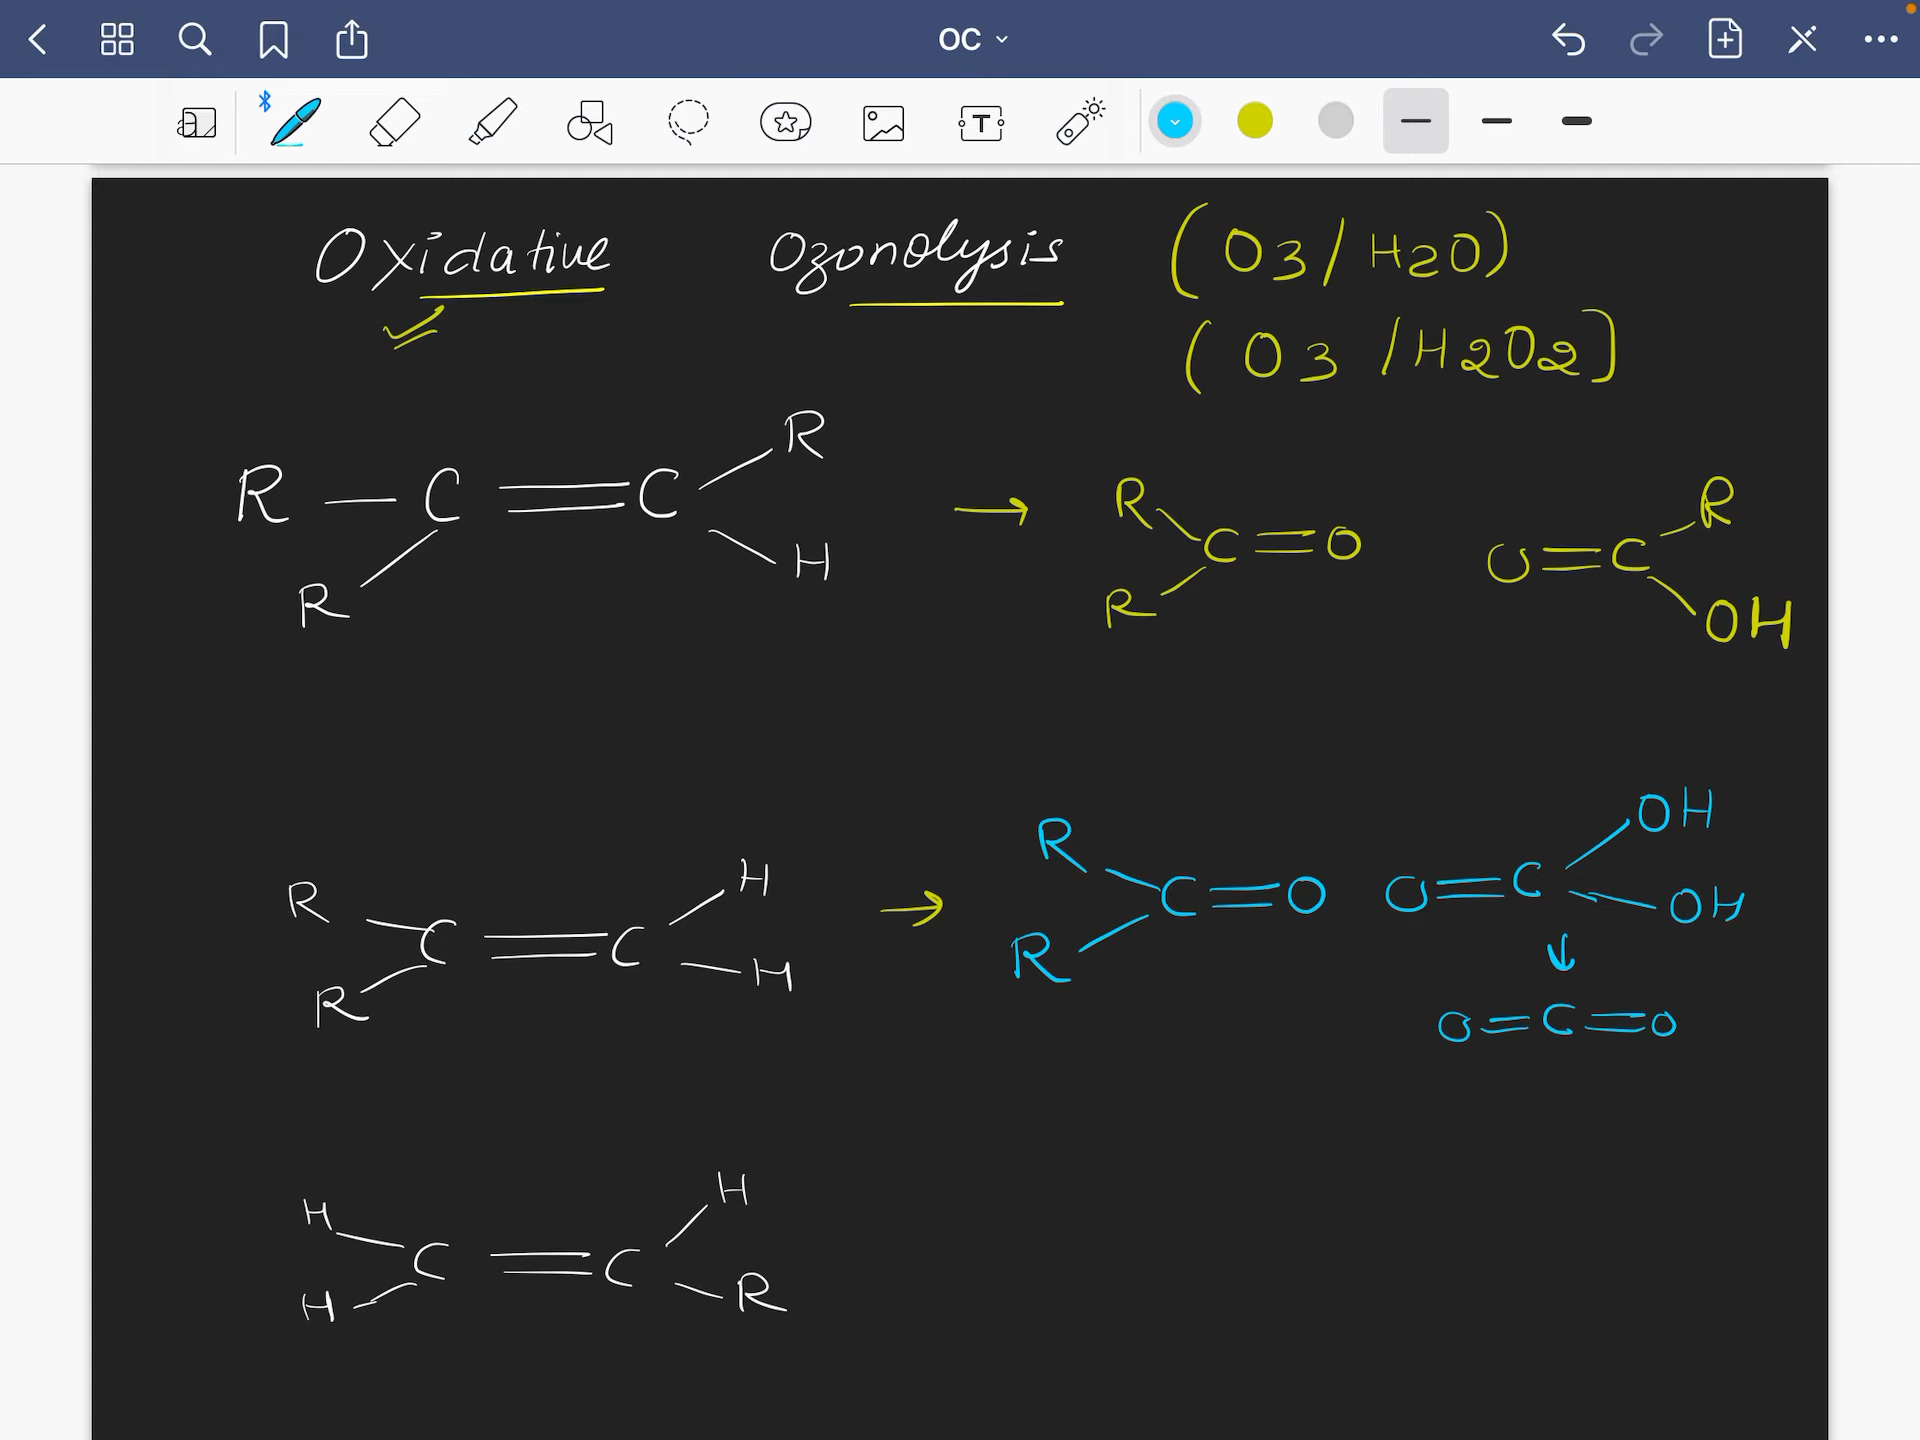 OC
Oxidative Ozonolysis (O3/H2O)
(O3/H2O2]
R — C = C R H R → R R C = O O = C R OH
R R C = C H H → R R C = O O = C OH OH
↓
O = C = O
H H C = C H R